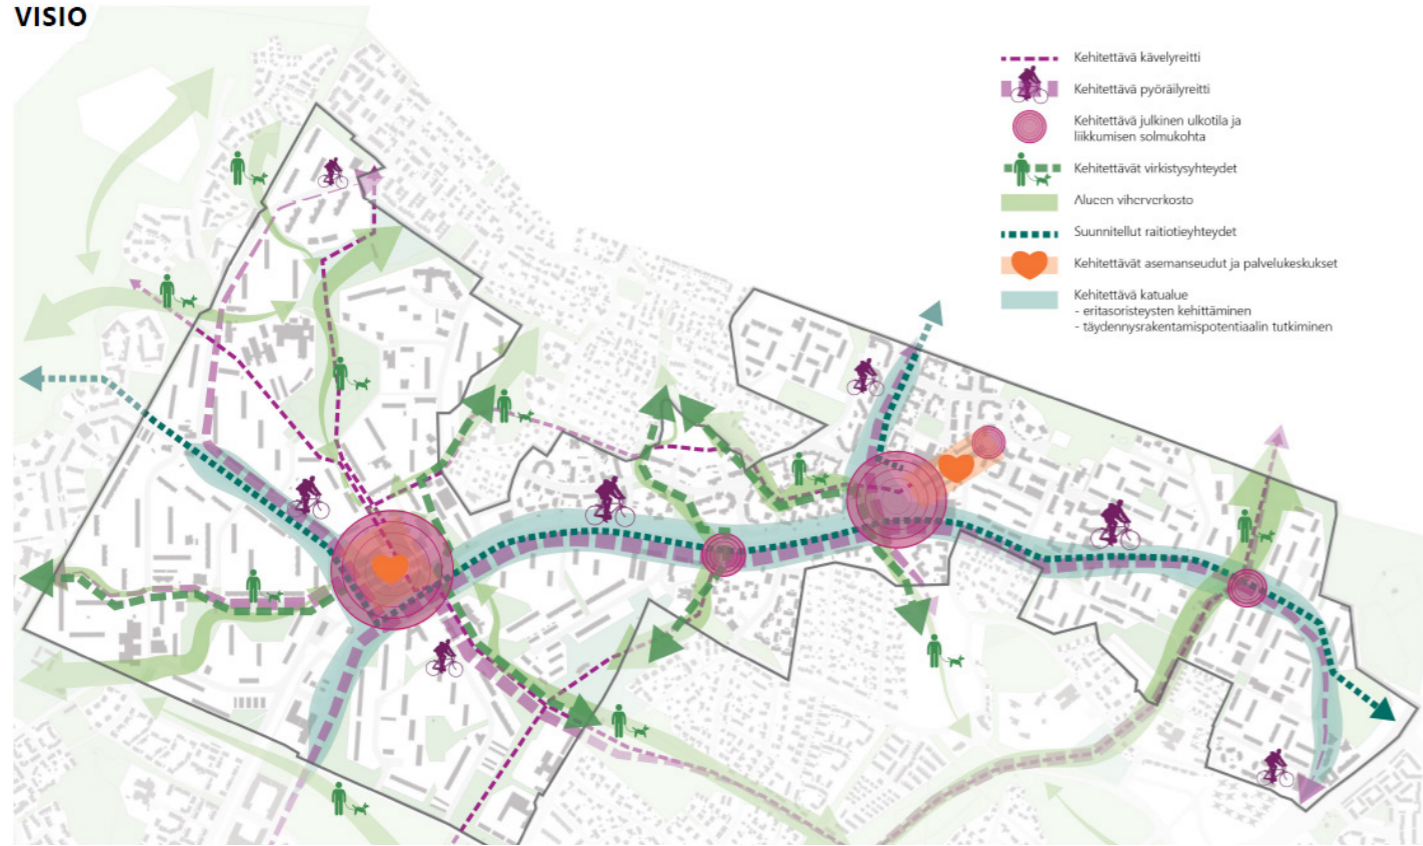 VISIO
Kehitettävä kävelyreitti
Kehitettävä pyöräilyreitti
Kehitettävä julkinen ulkotila ja
liikkumisen solmukohta
Kehitettävät virkistysyhteydet
Alueen viherverkosto
Suunnitellut raitiotieyhteydet
Kehitettävät asemanseudut ja palvelukeskukset
Kehitettävä katualue
- eritasoristeysten kehittäminen
- täydennysrakentamispotentiaalin tutkiminen